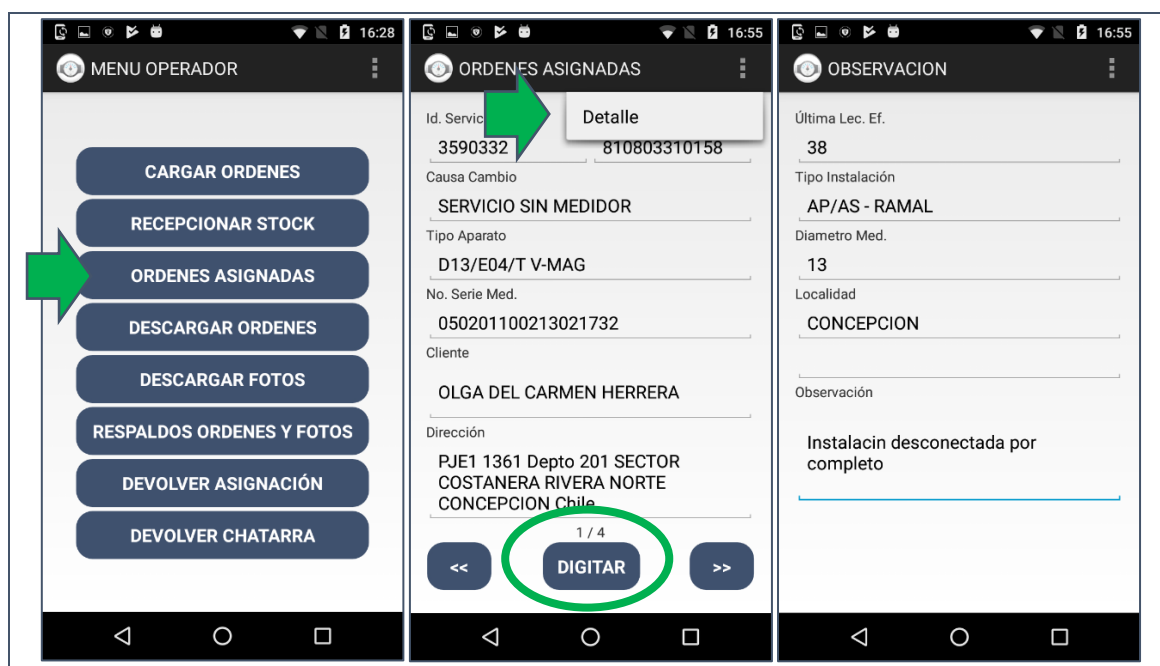 16:28
MENU OPERADOR
CARGAR ORDENES
RECEPCIONAR STOCK
ORDENES ASIGNADAS
DESCARGAR ORDENES
DESCARGAR FOTOS
RESPALDOS ORDENES Y FOTOS
DEVOLVER ASIGNACIÓN
DEVOLVER CHATARRA
16:55
ORDENES ASIGNADAS
Detalle
Id. Servic
3590332 810803310158
Causa Cambio
SERVICIO SIN MEDIDOR
Tipo Aparato
D13/E04/T V-MAG
No. Serie Med.
050201100213021732
Cliente
OLGA DEL CARMEN HERRERA
Dirección
PJE1 1361 Depto 201 SECTOR
COSTANERA RIVERA NORTE
CONCEPCION Chile
1 / 4
<< DIGITAR >>
16:55
OBSERVACION
Última Lec. Ef.
38
Tipo Instalación
AP/AS - RAMAL
Diametro Med.
13
Localidad
CONCEPCION
Observación
Instalacin desconectada por
completo